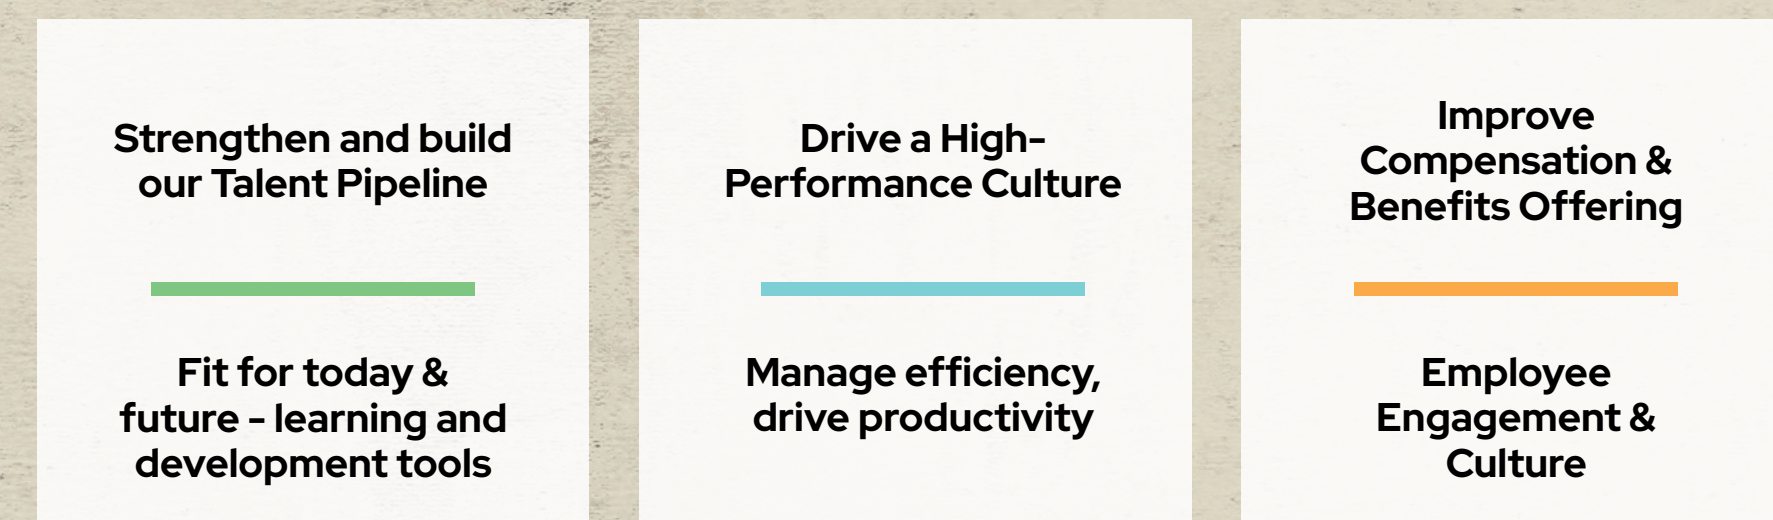 Strengthen and build
our Talent Pipeline
Fit for today &
future - learning and
development tools
Drive a High-
Performance Culture
Manage efficiency,
drive productivity
Improve
Compensation &
Benefits Offering
Employee
Engagement &
Culture